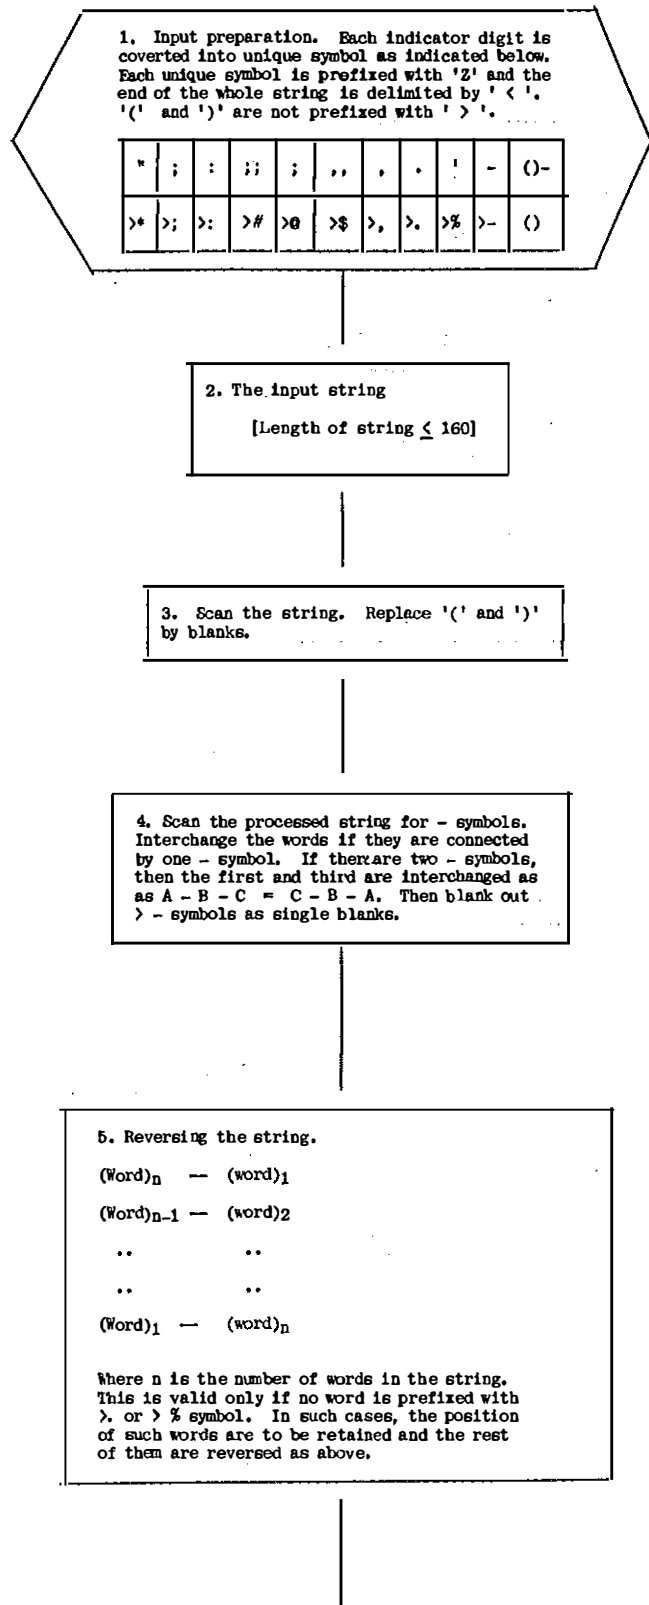 1. Input preparation. Each indicator digit is
coverted into unique symbol as indicated below.
Each unique symbol is prefixed with 'Z' and the
end of the whole string is delimited by ' < '.
'(' and ')' are not prefixed with ' > '.
* ; : ;; ; ,, , . ! - ()-
>* >; >: ># >@ >$ >, >. >% >- ()
2. The input string
[Length of string ≤ 160]
3. Scan the string. Replace '(' and ')'
by blanks.
4. Scan the processed string for - symbols.
Interchange the words if they are connected
by one - symbol. If there are two - symbols,
then the first and third are interchanged as
as A - B - C = C - B - A. Then blank out
> - symbols as single blanks.
5. Reversing the string.
(Word)n — (word)1
(Word)n-1 — (word)2
.. ..
.. ..
(Word)1 — (word)n
Where n is the number of words in the string.
This is valid only if no word is prefixed with
>. or > % symbol. In such cases, the position
of such words are to be retained and the rest
of them are reversed as above.